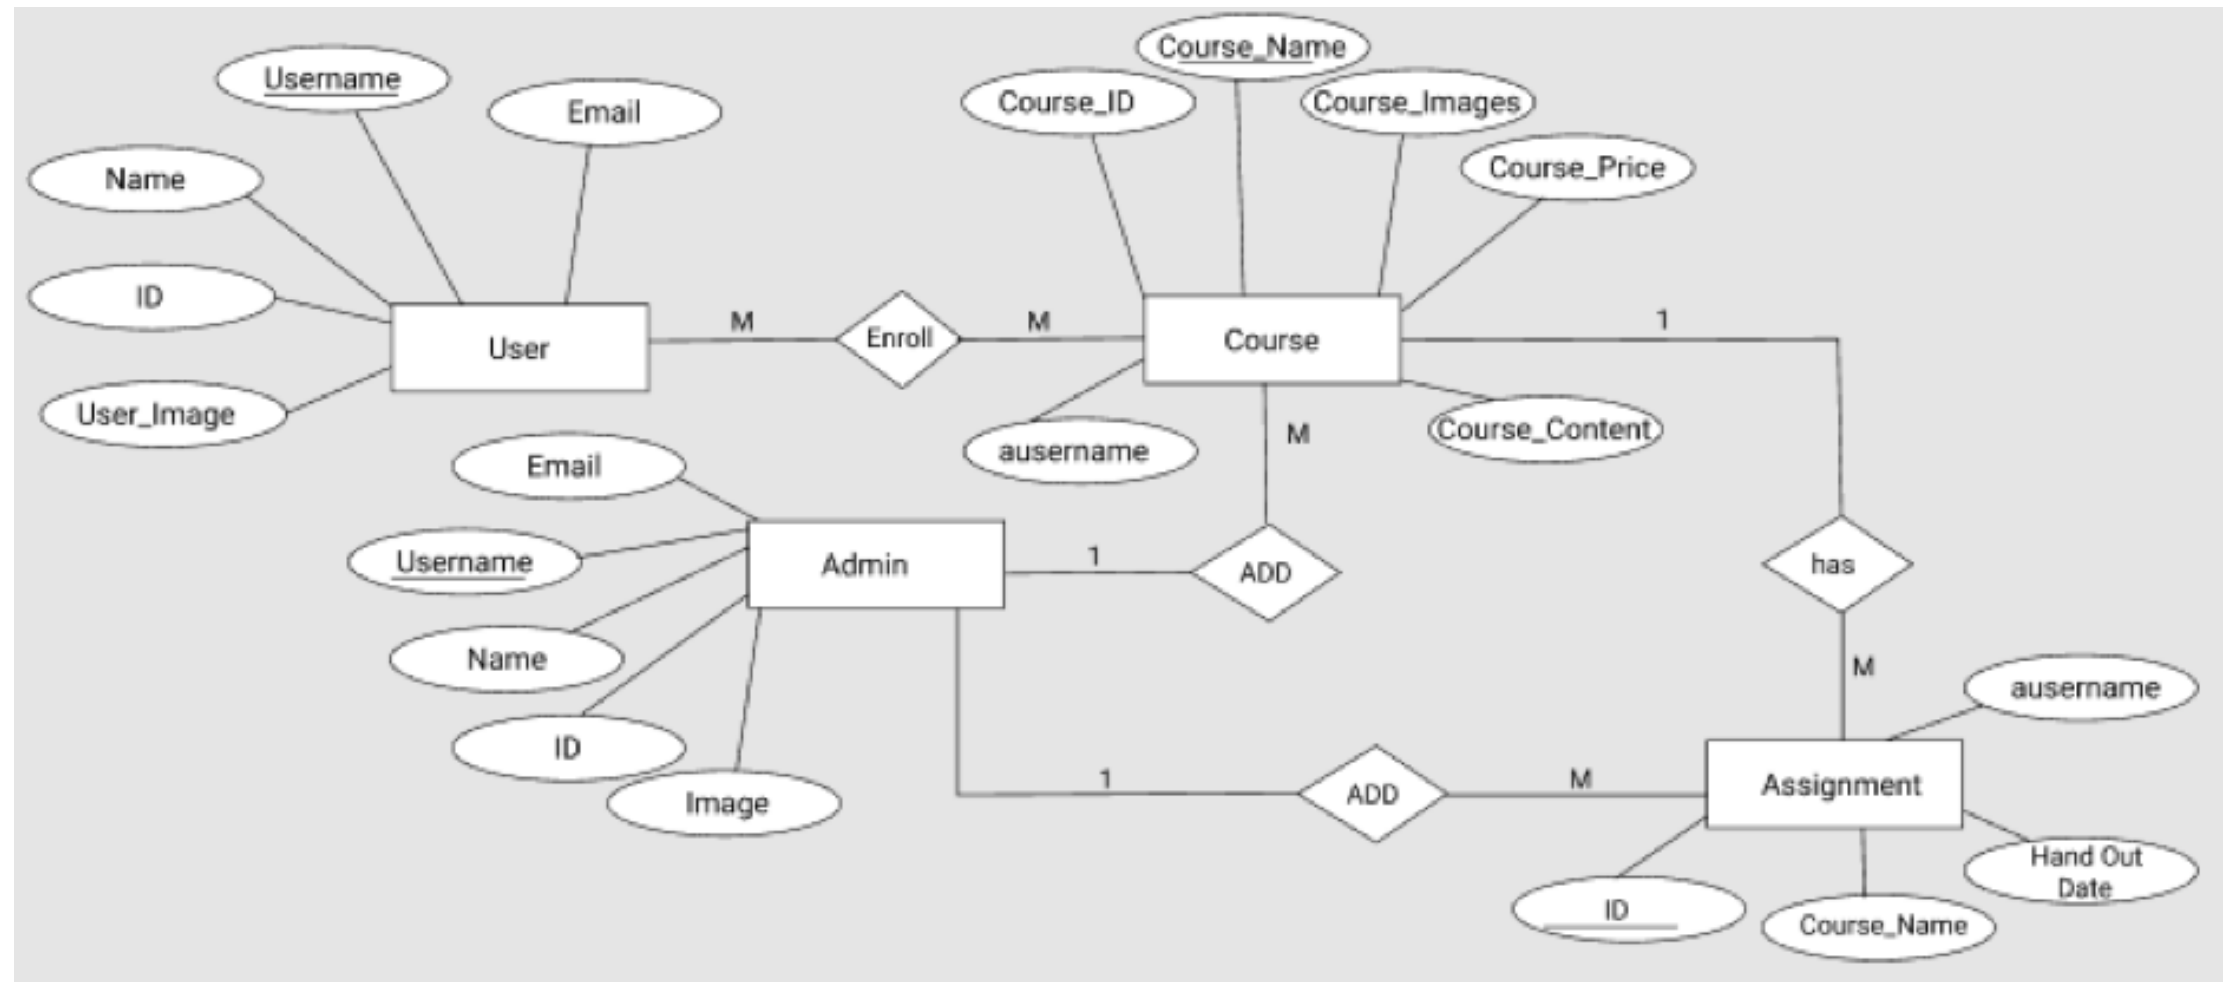 Course_Name
Username
Email
Course_ID
Course_Images
Course_Price
Name
ID
User
M
Enroll
M
Course
1
User_Image
ausername
M
Course_Content
Email
Username
Admin
1
ADD
has
Name
M
ausername
ID
Image
1
ADD
M
Assignment
Hand Out
Date
ID
Course_Name